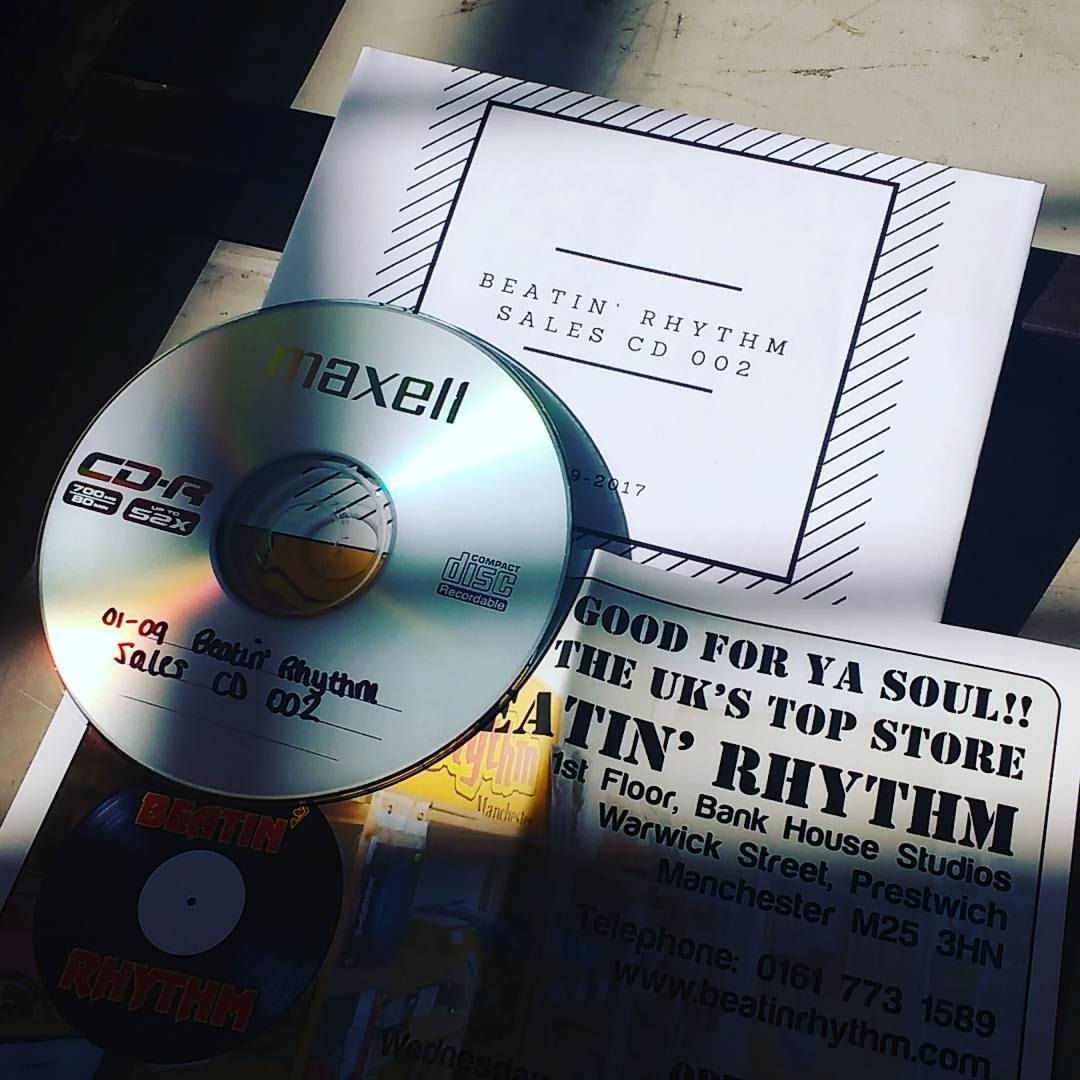 BEATIN' RHYTHM
SALES CD 002
9-2017
maxell
CD-R
700MB
80MIN
UP TO
52X
COMPACT
disc
Recordable
01-09 Beatin' Rhythm
Sales CD 002
GOOD FOR YA SOUL!!
THE UK'S TOP STORE
EATIN' RHYTHM
1st Floor, Bank House Studios
Warwick Street, Prestwich
Manchester M25 3HN
Telephone: 0161 773 1589
www.beatinrhythm.com
Wednesday
BEATIN'
RHYTHM
Manchester